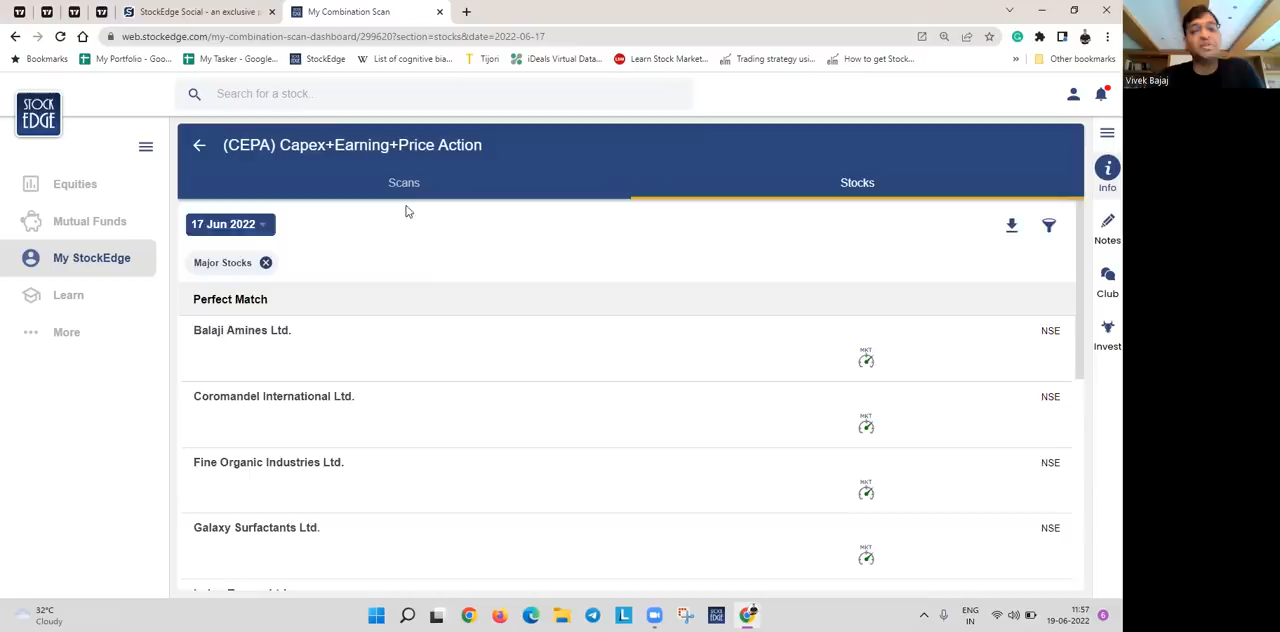 StockEdge Social - an exclusive p
My Combination Scan
web.stockedge.com/my-combination-scan-dashboard/299620?section=stocks&date=2022-06-17
Bookmarks
My Portfolio - Goo...
My Tasker - Google...
StockEdge
W List of cognitive bia...
Tijori
iDeals Virtual Data...
Learn Stock Market...
Trading strategy usi...
How to get Stock...
»
Other bookmarks
Vivek Bajaj
STOCK
EDGE
Search for a stock..
(CEPA) Capex+Earning+Price Action
Scans
Stocks
Equities
Mutual Funds
My StockEdge
Learn
More
17 Jun 2022
Major Stocks
Perfect Match
Balaji Amines Ltd.
NSE
MKT
Coromandel International Ltd.
NSE
MKT
Fine Organic Industries Ltd.
NSE
MKT
Galaxy Surfactants Ltd.
NSE
MKT
Info
Notes
Club
Invest
32°C
Cloudy
ENG
IN
11:57
19-06-2022
6